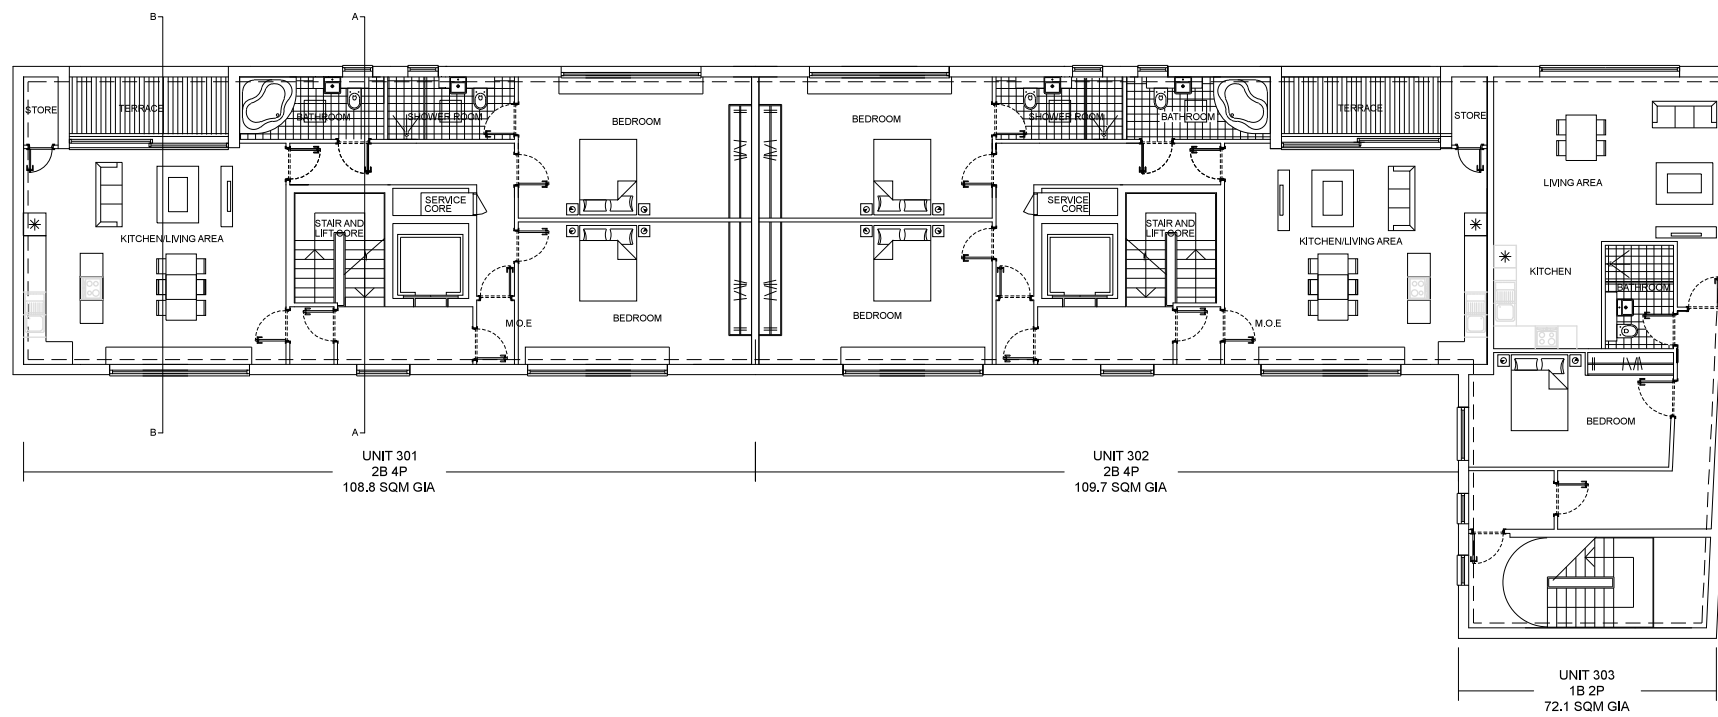 B
A
STORE
TERRACE
BATHROOM
SHOWER ROOM
BEDROOM
BEDROOM
SHOWER ROOM
BATHROOM
TERRACE
STORE
LIVING AREA
SERVICE
CORE
STAIR AND
LIFT CORE
KITCHEN/LIVING AREA
SERVICE
CORE
STAIR AND
LIFT CORE
KITCHEN/LIVING AREA
KITCHEN
BATHROOM
M.O.E
BEDROOM
BEDROOM
M.O.E
BEDROOM
B
A
UNIT 301
2B 4P
108.8 SQM GIA
UNIT 302
2B 4P
109.7 SQM GIA
UNIT 303
1B 2P
72.1 SQM GIA